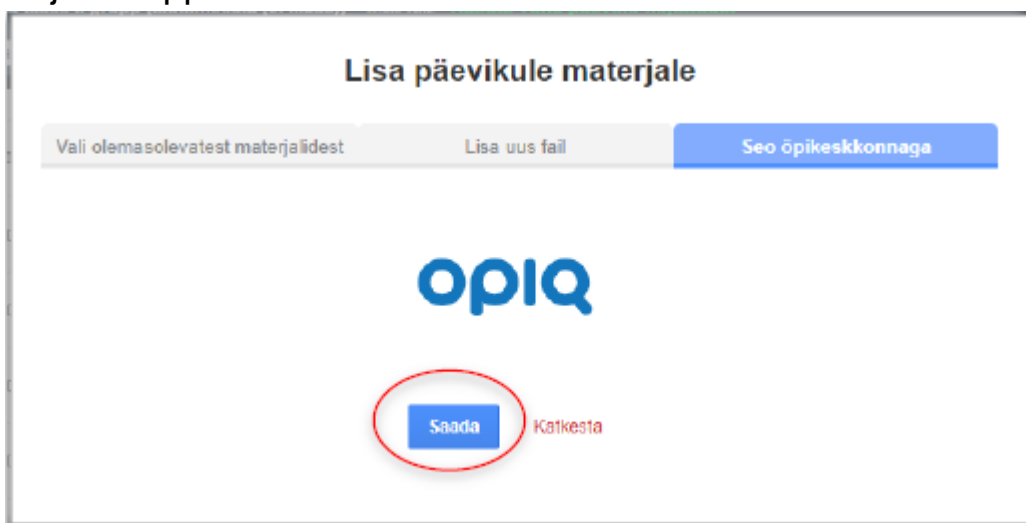 Lisa päevikule materjale
Vali olemasolevatest materjalidest Lisa uus fail Seo õpikeskkonnaga
opiq
Saada Katkesta